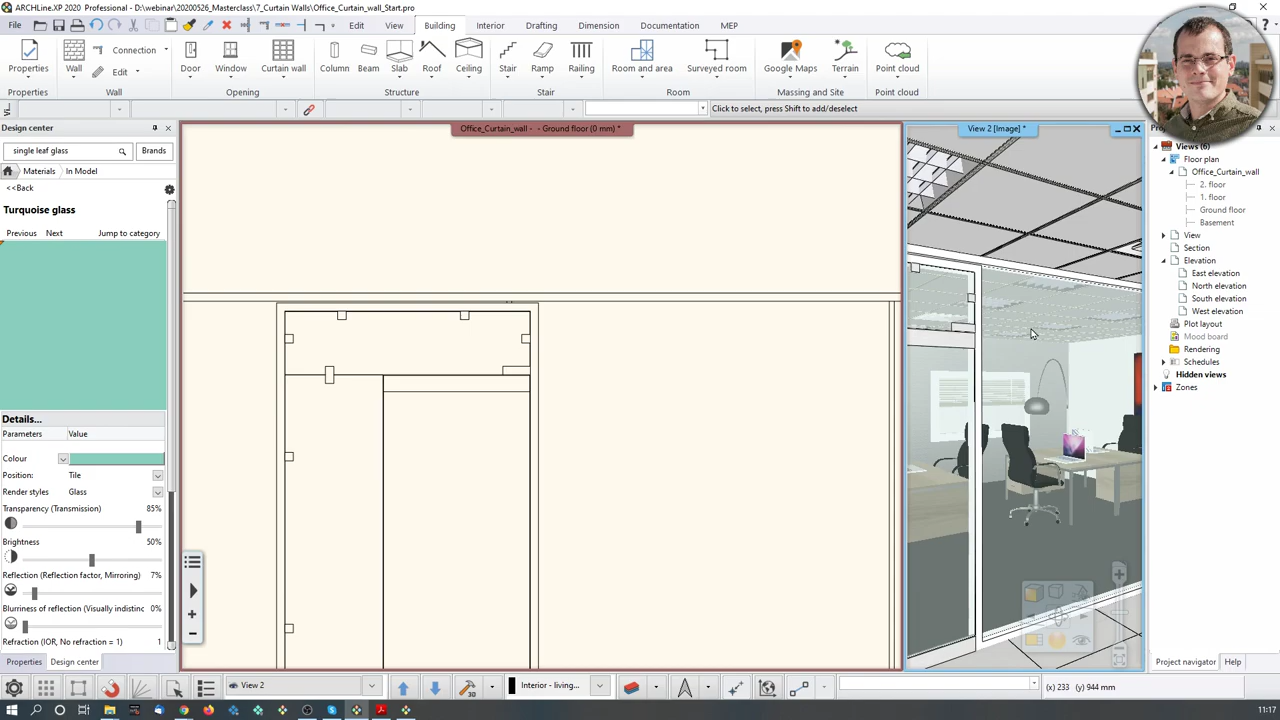 ARCHLine.XP 2020 Professional - D:\webinar\20200526_Masterclass\7_Curtain Walls\Office_Curtain_wall_Start.pro
File
Edit
View
Building
Interior
Drafting
Dimension
Documentation
MEP
Properties
Wall
Connection
Edit
Door
Window
Curtain wall
Column
Beam
Slab
Roof
Ceiling
Stair
Ramp
Railing
Room and area
Surveyed room
Google Maps
Terrain
Point cloud
Properties
Wall
Opening
Structure
Stair
Room
Massing and Site
Point cloud
Click to select, press Shift to add/deselect
Design center
single leaf glass
Brands
Materials
In Model
<<Back
Turquoise glass
Previous
Next
Jump to category
Details...
Parameters
Value
Colour
Position:
Tile
Render styles
Glass
Transparency (Transmission)
85%
Brightness
50%
Reflection (Reflection factor, Mirroring)
7%
Blurriness of reflection (Visually indistinc
0%
Refraction (IOR, No refraction = 1)
1
Properties
Design center
Office_Curtain_wall - - Ground floor (0 mm) *
View 2 [Image] *
Views (6)
Floor plan
Office_Curtain_wall
2. floor
1. floor
Ground floor
Basement
View
Section
Elevation
East elevation
North elevation
South elevation
West elevation
Plot layout
Mood board
Rendering
Schedules
Hidden views
Zones
Project navigator
Help
View 2
Interior - living...
(x) 233 (y) 944 mm
11:17